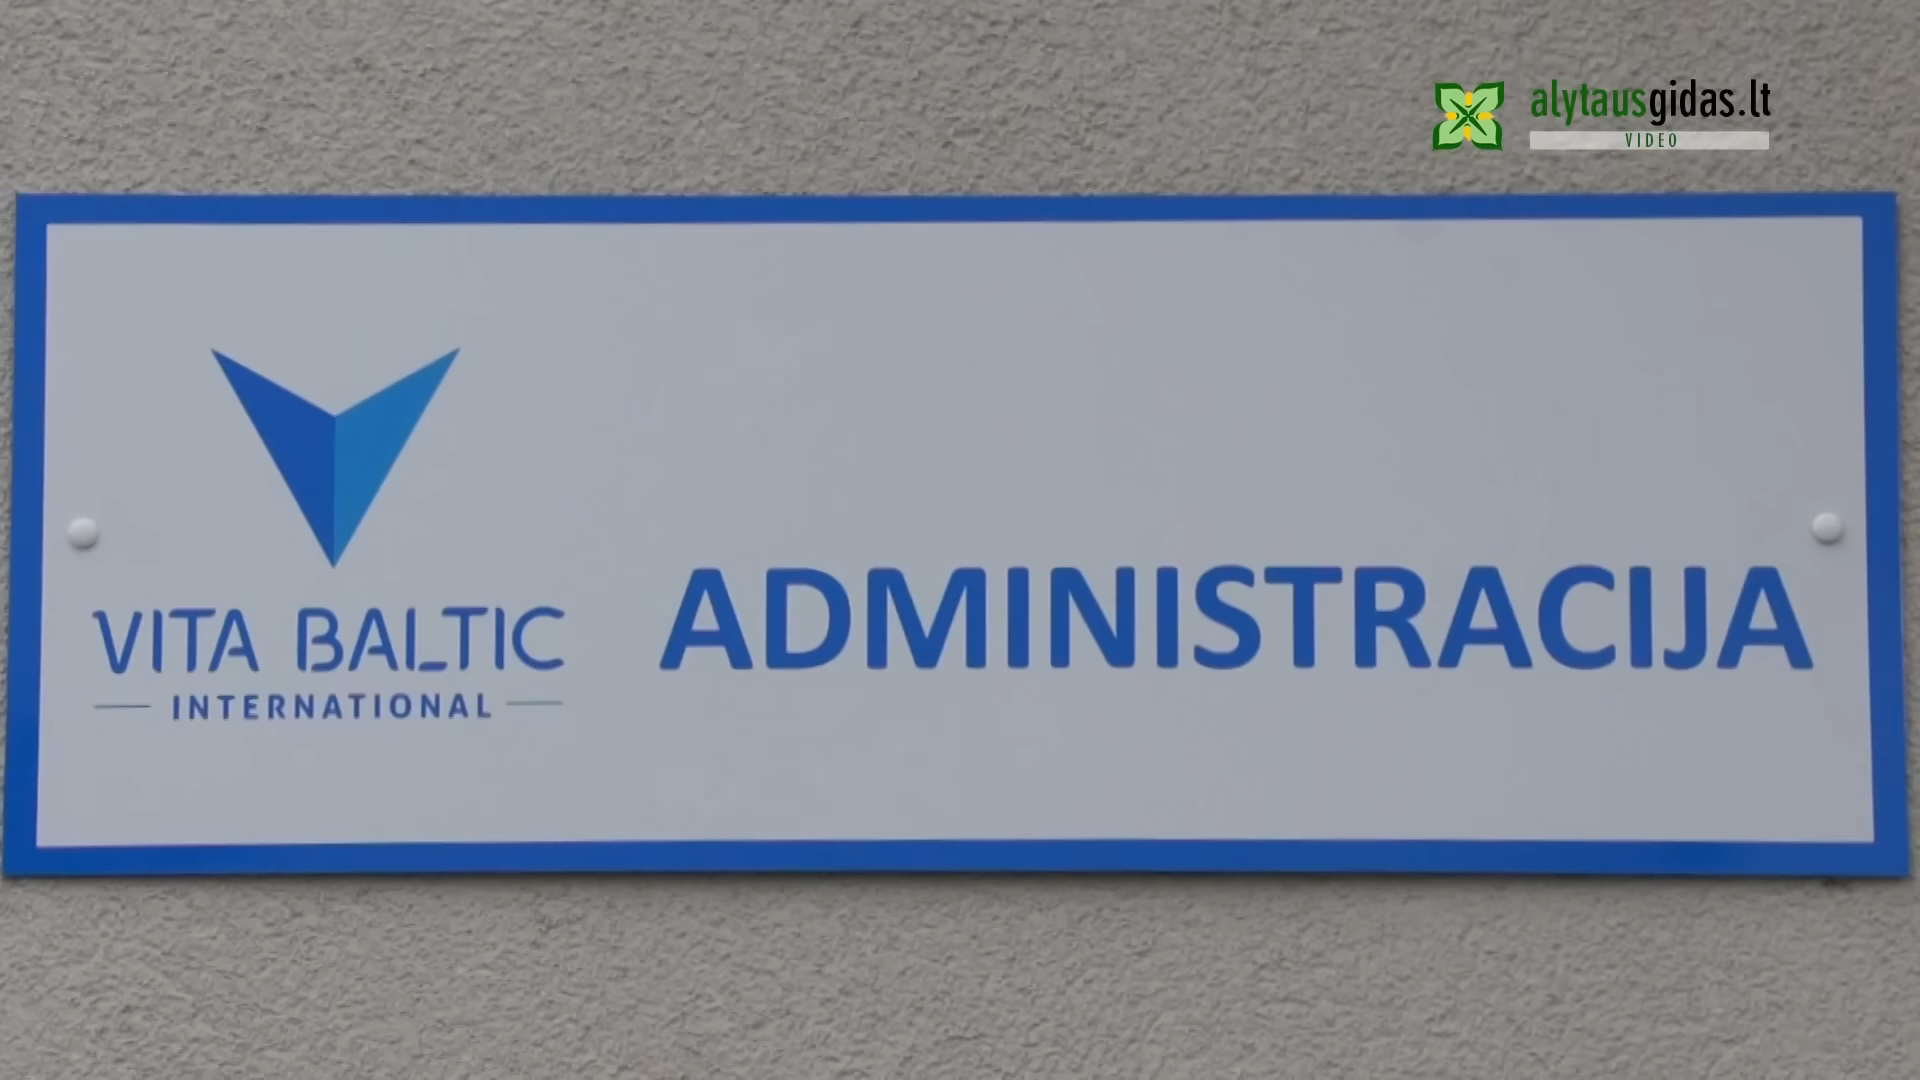 alytausgidas.lt
VIDEO
VITA BALTIC
INTERNATIONAL
ADMINISTRACIJA